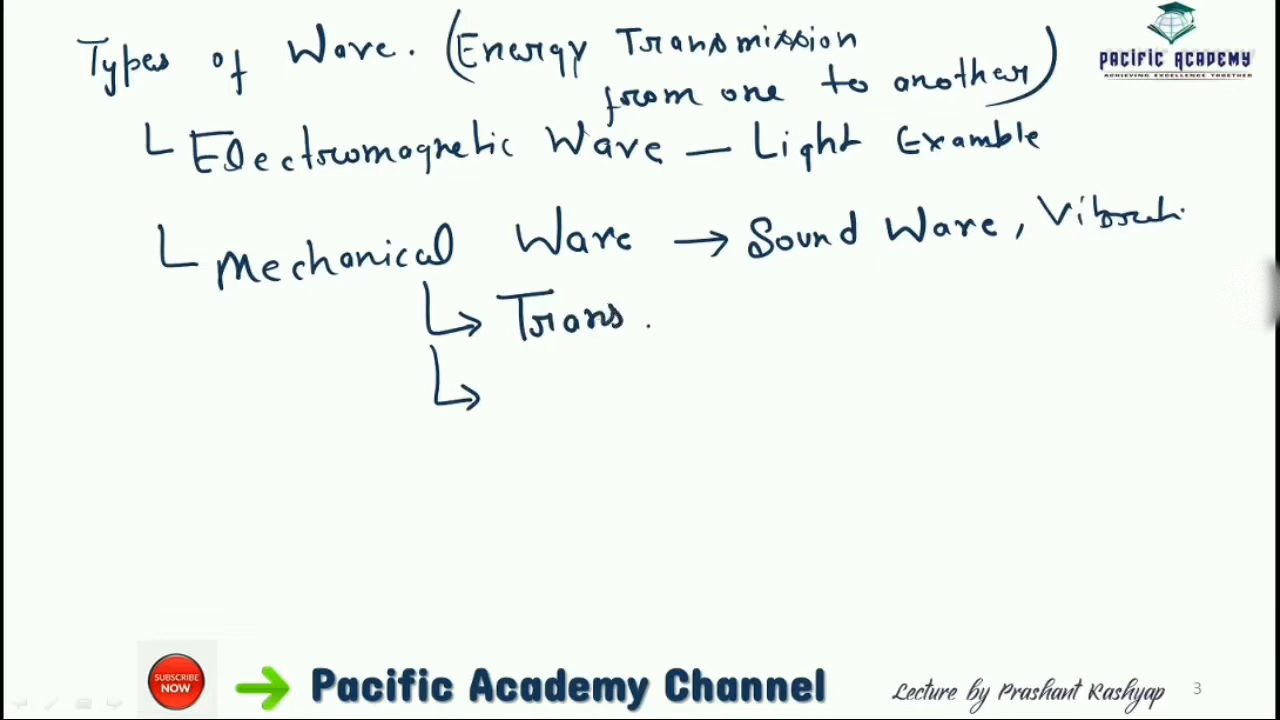 Types of Wave. (Energy Transmission
from one to another)
PACIFIC ACADEMY
ACHIEVING EXCELLENCE TOGETHER
Electromagnetic Wave — Light Examble
Mechanical Wave → Sound Wave,
Trans.
SUBSCRIBE
NOW
Pacific Academy Channel
Lecture by Prashant Kashyap
3